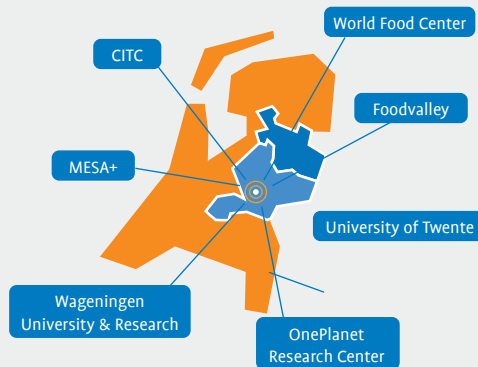 World Food Center
CITC
Foodvalley
MESA+
University of Twente
Wageningen
University & Research
OnePlanet
Research Center